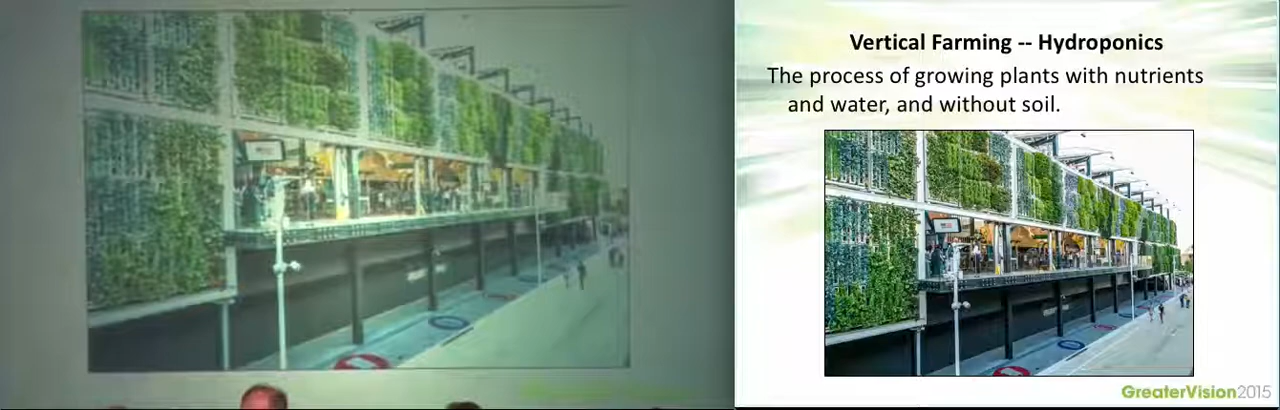 Vertical Farming -- Hydroponics
The process of growing plants with nutrients
and water, and without soil.
GreaterVision2015